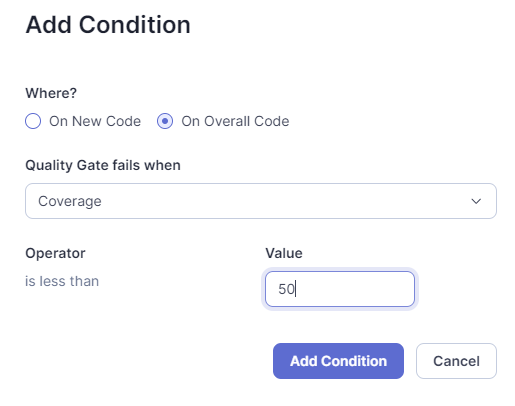 Add Condition
Where?
On New Code On Overall Code
Quality Gate fails when
Coverage
Operator Value
is less than 50
Add Condition Cancel